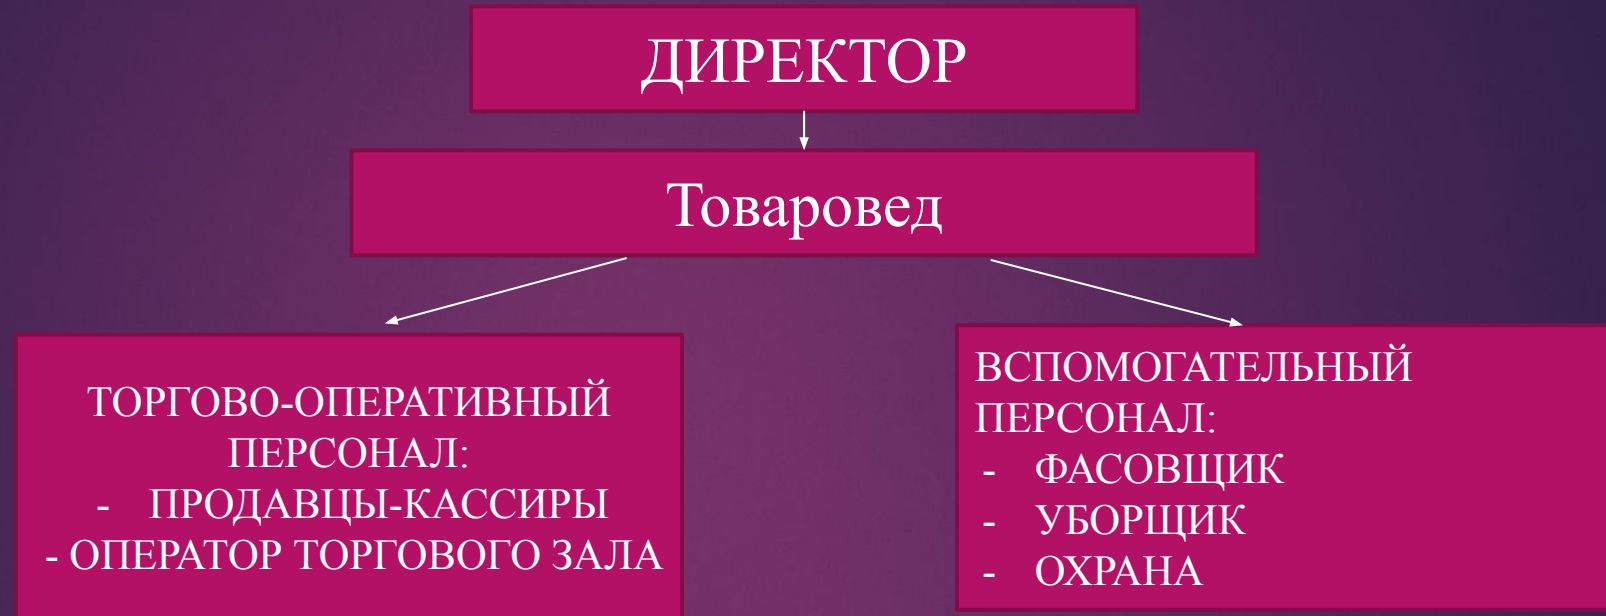 ДИРЕКТОР
Товаровед
ТОРГОВО-ОПЕРАТИВНЫЙ
ПЕРСОНАЛ:
- ПРОДАВЦЫ-КАССИРЫ
- ОПЕРАТОР ТОРГОВОГО ЗАЛА
ВСПОМОГАТЕЛЬНЫЙ
ПЕРСОНАЛ:
- ФАСОВЩИК
- УБОРЩИК
- ОХРАНА